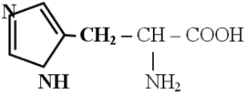 N
CH₂ – CH – COOH
NH
NH₂